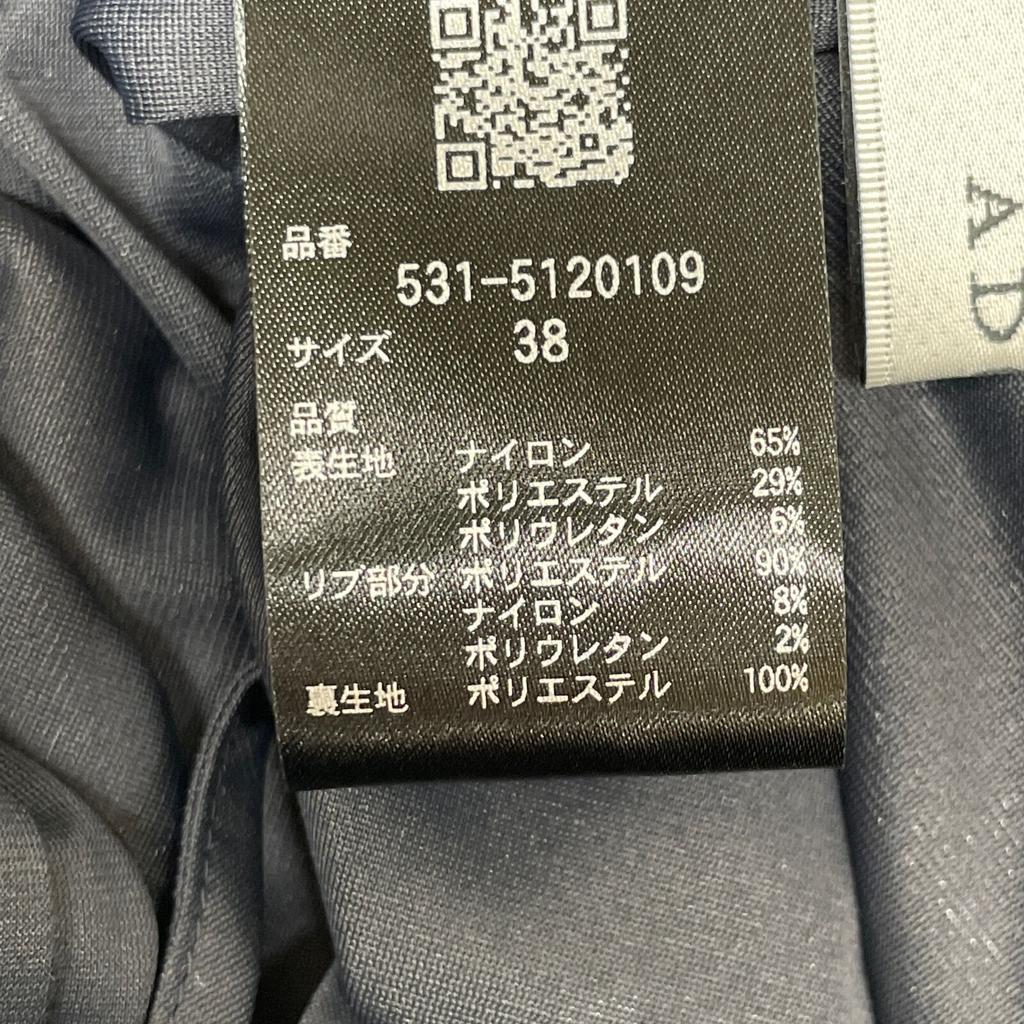 品番
531-5120109
サイズ 38
品質
表生地 ナイロン 65%
ポリエステル 29%
ポリウレタン 6%
リブ部分 ポリエステル 90%
ナイロン 8%
ポリウレタン 2%
裏生地 ポリエステル 100%
AD